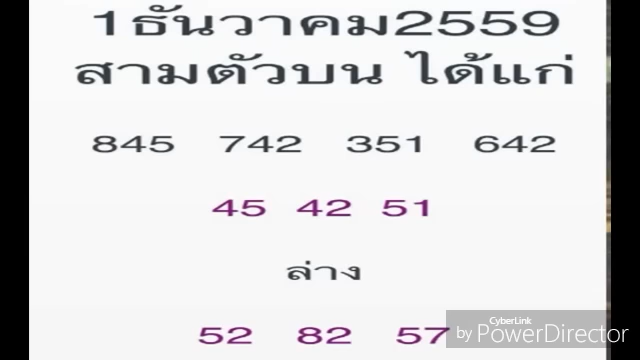 1ธันวาคม2559
สามตัวบน ได้แก่
845 742 351 642
45 42 51
ล่าง
52 82 57
CyberLink
by PowerDirector